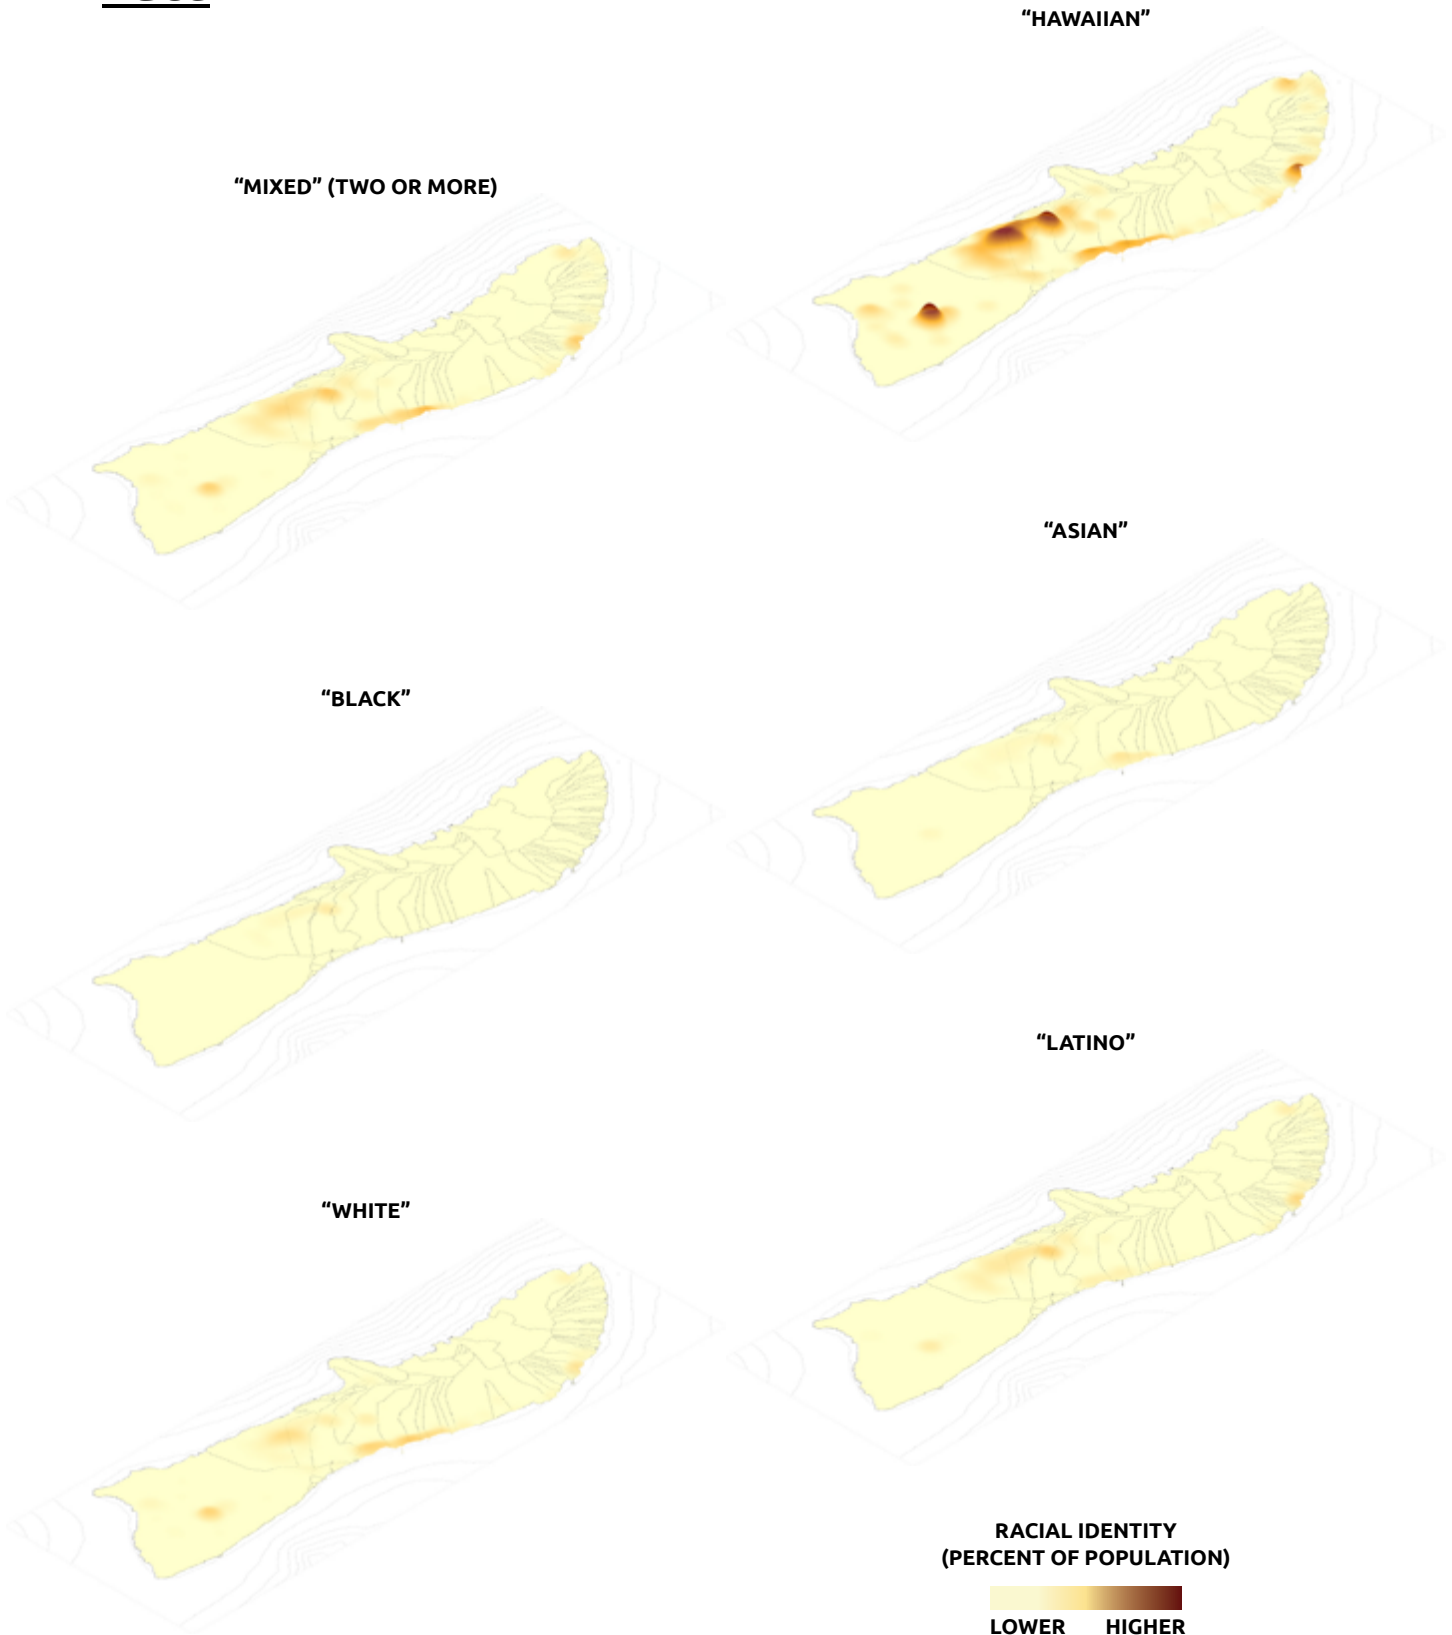 “HAWAIIAN”
“MIXED” (TWO OR MORE)
“ASIAN”
“BLACK”
“LATINO”
“WHITE”
RACIAL IDENTITY
(PERCENT OF POPULATION)
LOWER HIGHER